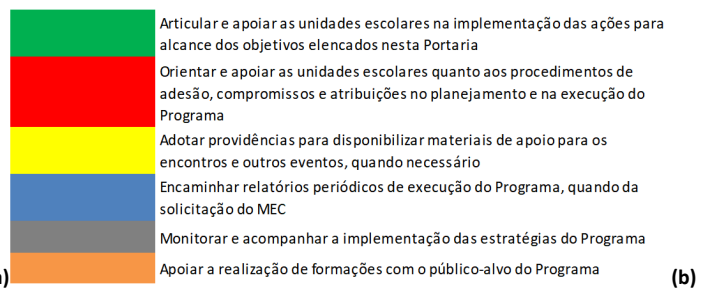 Articular e apoiar as unidades escolares na implementação das ações para
alcance dos objetivos elencados nesta Portaria
Orientar e apoiar as unidades escolares quanto aos procedimentos de
adesão, compromissos e atribuições no planejamento e na execução do
Programa
Adotar providências para disponibilizar materiais de apoio para os
encontros e outros eventos, quando necessário
Encaminhar relatórios periódicos de execução do Programa, quando da
solicitação do MEC
Monitorar e acompanhar a implementação das estratégias do Programa
Apoiar a realização de formações com o público-alvo do Programa
(b)